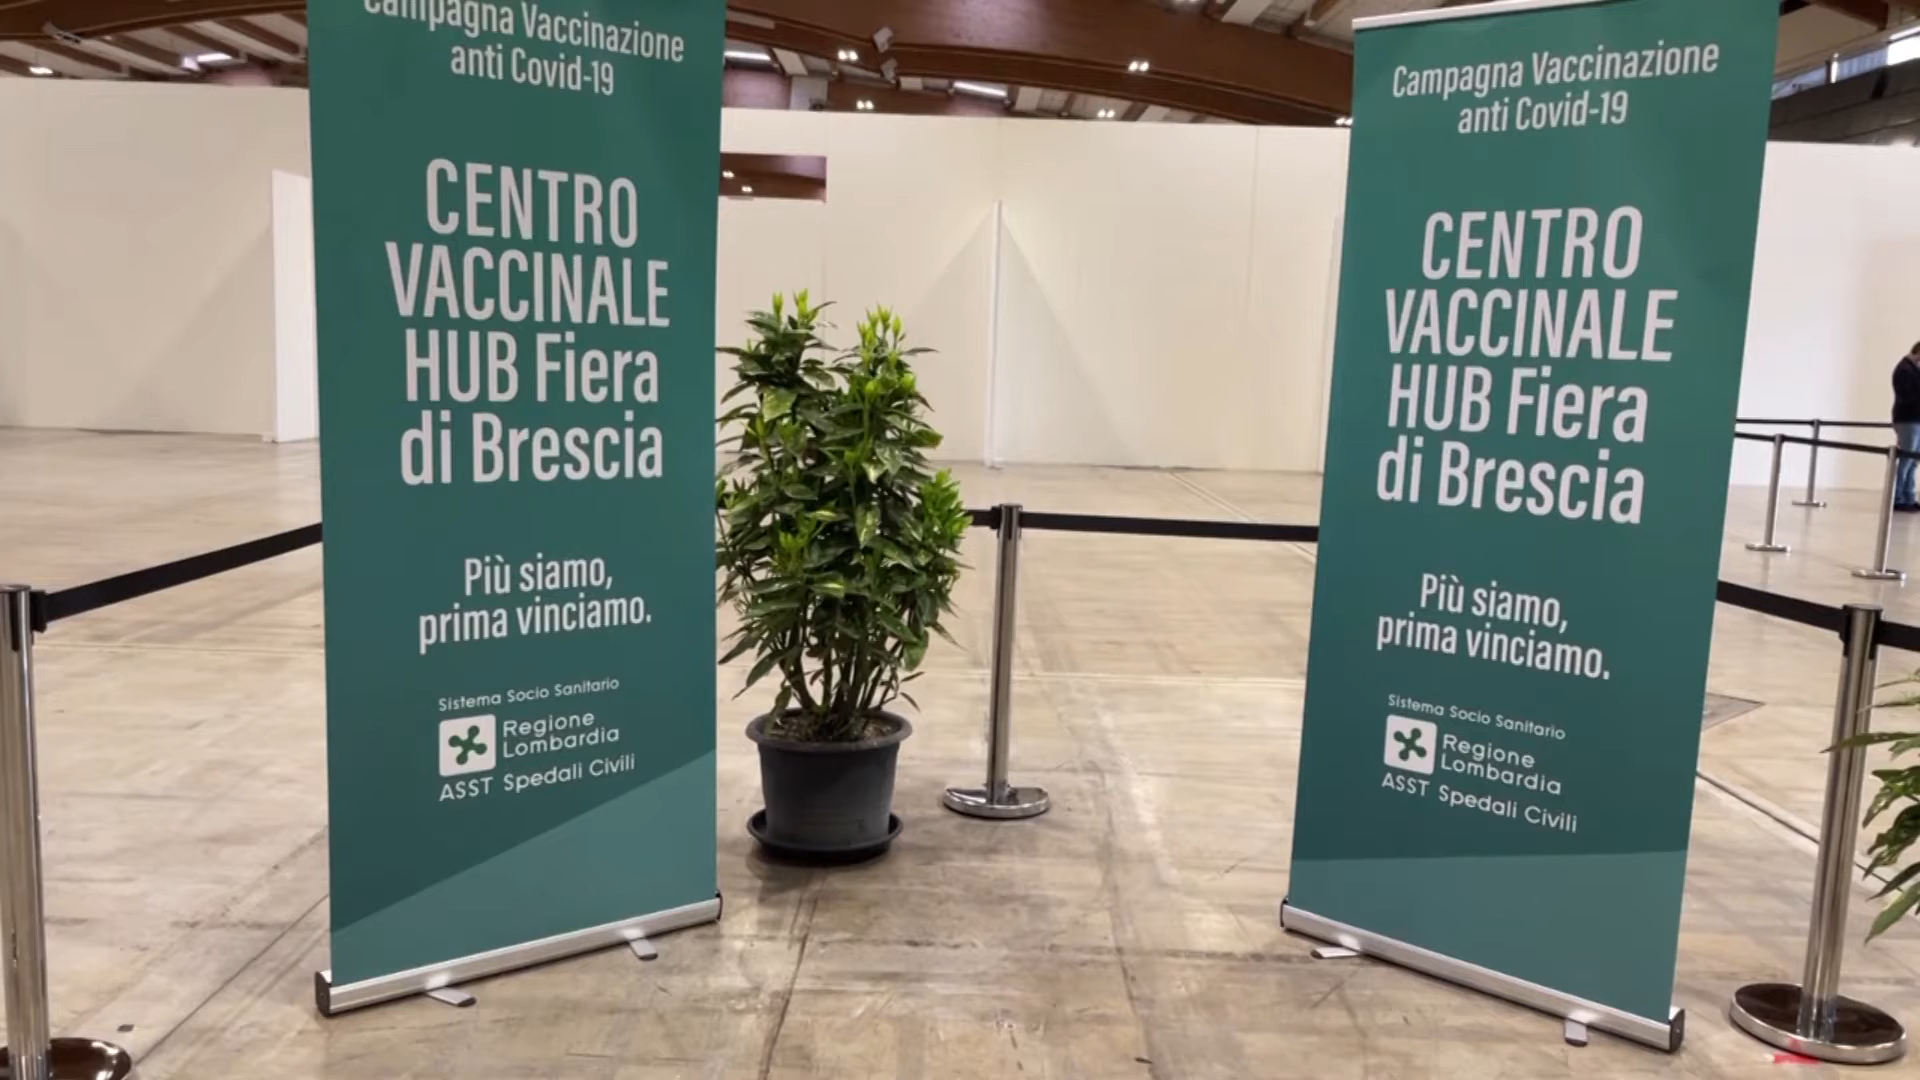 Campagna Vaccinazione
anti Covid-19
CENTRO
VACCINALE
HUB Fiera
di Brescia
Più siamo,
prima vinciamo.
Sistema Socio Sanitario
Regione
Lombardia
ASST Spedali Civili
Campagna Vaccinazione
anti Covid-19
CENTRO
VACCINALE
HUB Fiera
di Brescia
Più siamo,
prima vinciamo.
Sistema Socio Sanitario
Regione
Lombardia
ASST Spedali Civili